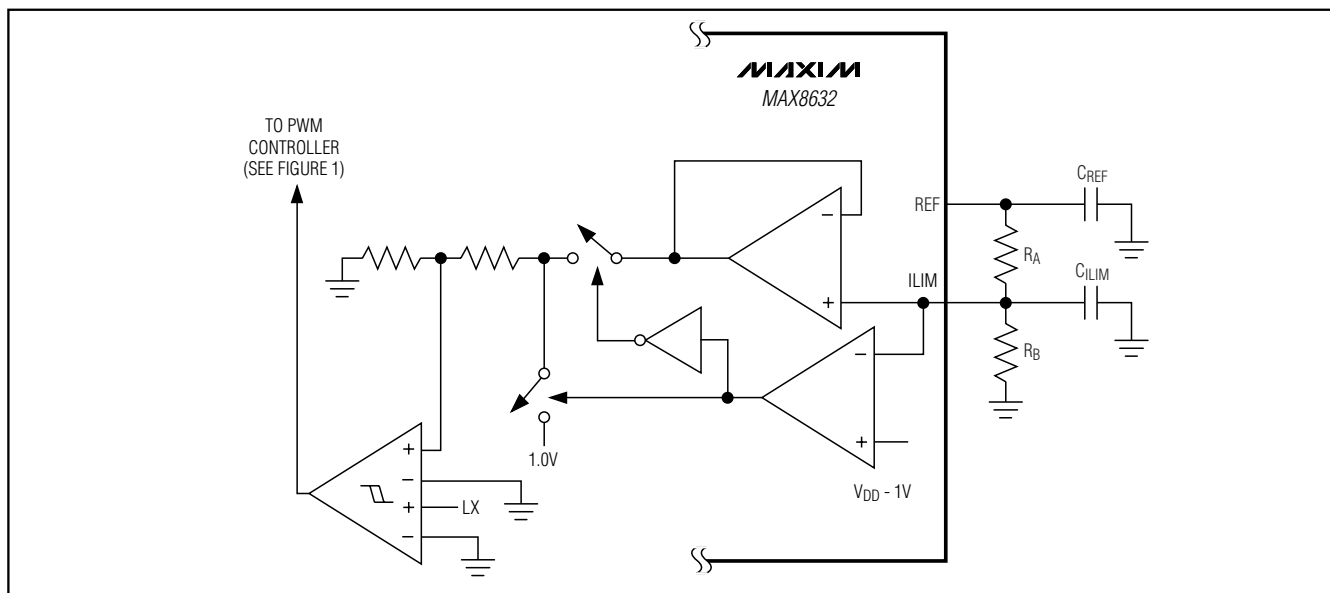 MAXIM
MAX8632
TO PWM
CONTROLLER
(SEE FIGURE 1)
CREF
REF
RA
CILIM
ILIM
RB
-
+
-
+
1.0V
VDD - 1V
+
-
+
-
LX